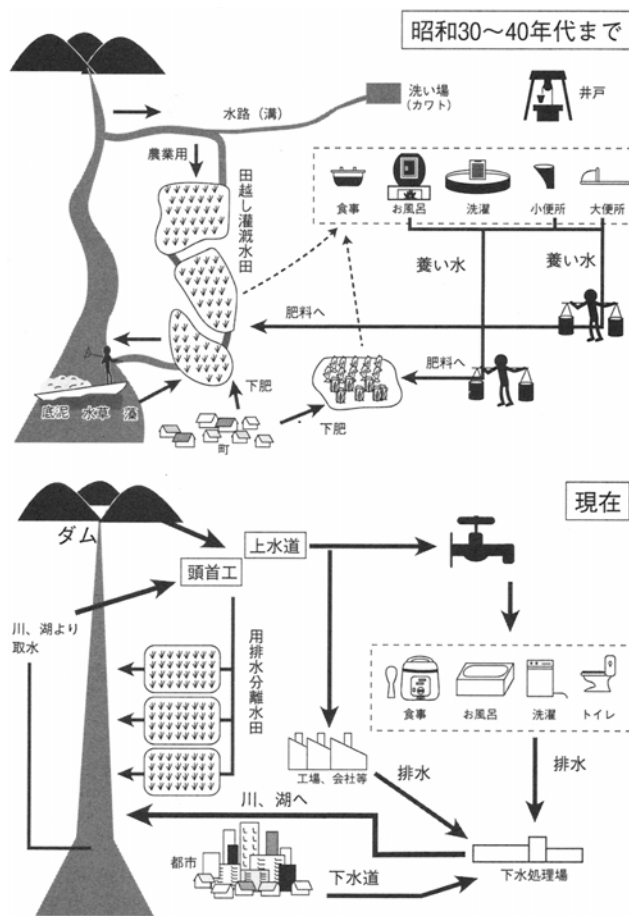 昭和30〜40年代まで
洗い場
(カワト)
井戸
水路(溝)
農業用
田越し灌漑水田
食事
お風呂
洗濯
小便所
大便所
養い水
養い水
肥料へ
肥料へ
下肥
底泥 水草 藻
町
下肥
現在
ダム
上水道
頭首工
川、湖より
取水
用排水分離水田
食事
お風呂
洗濯
トイレ
工場、会社等
排水
排水
川、湖へ
都市
下水道
下水処理場